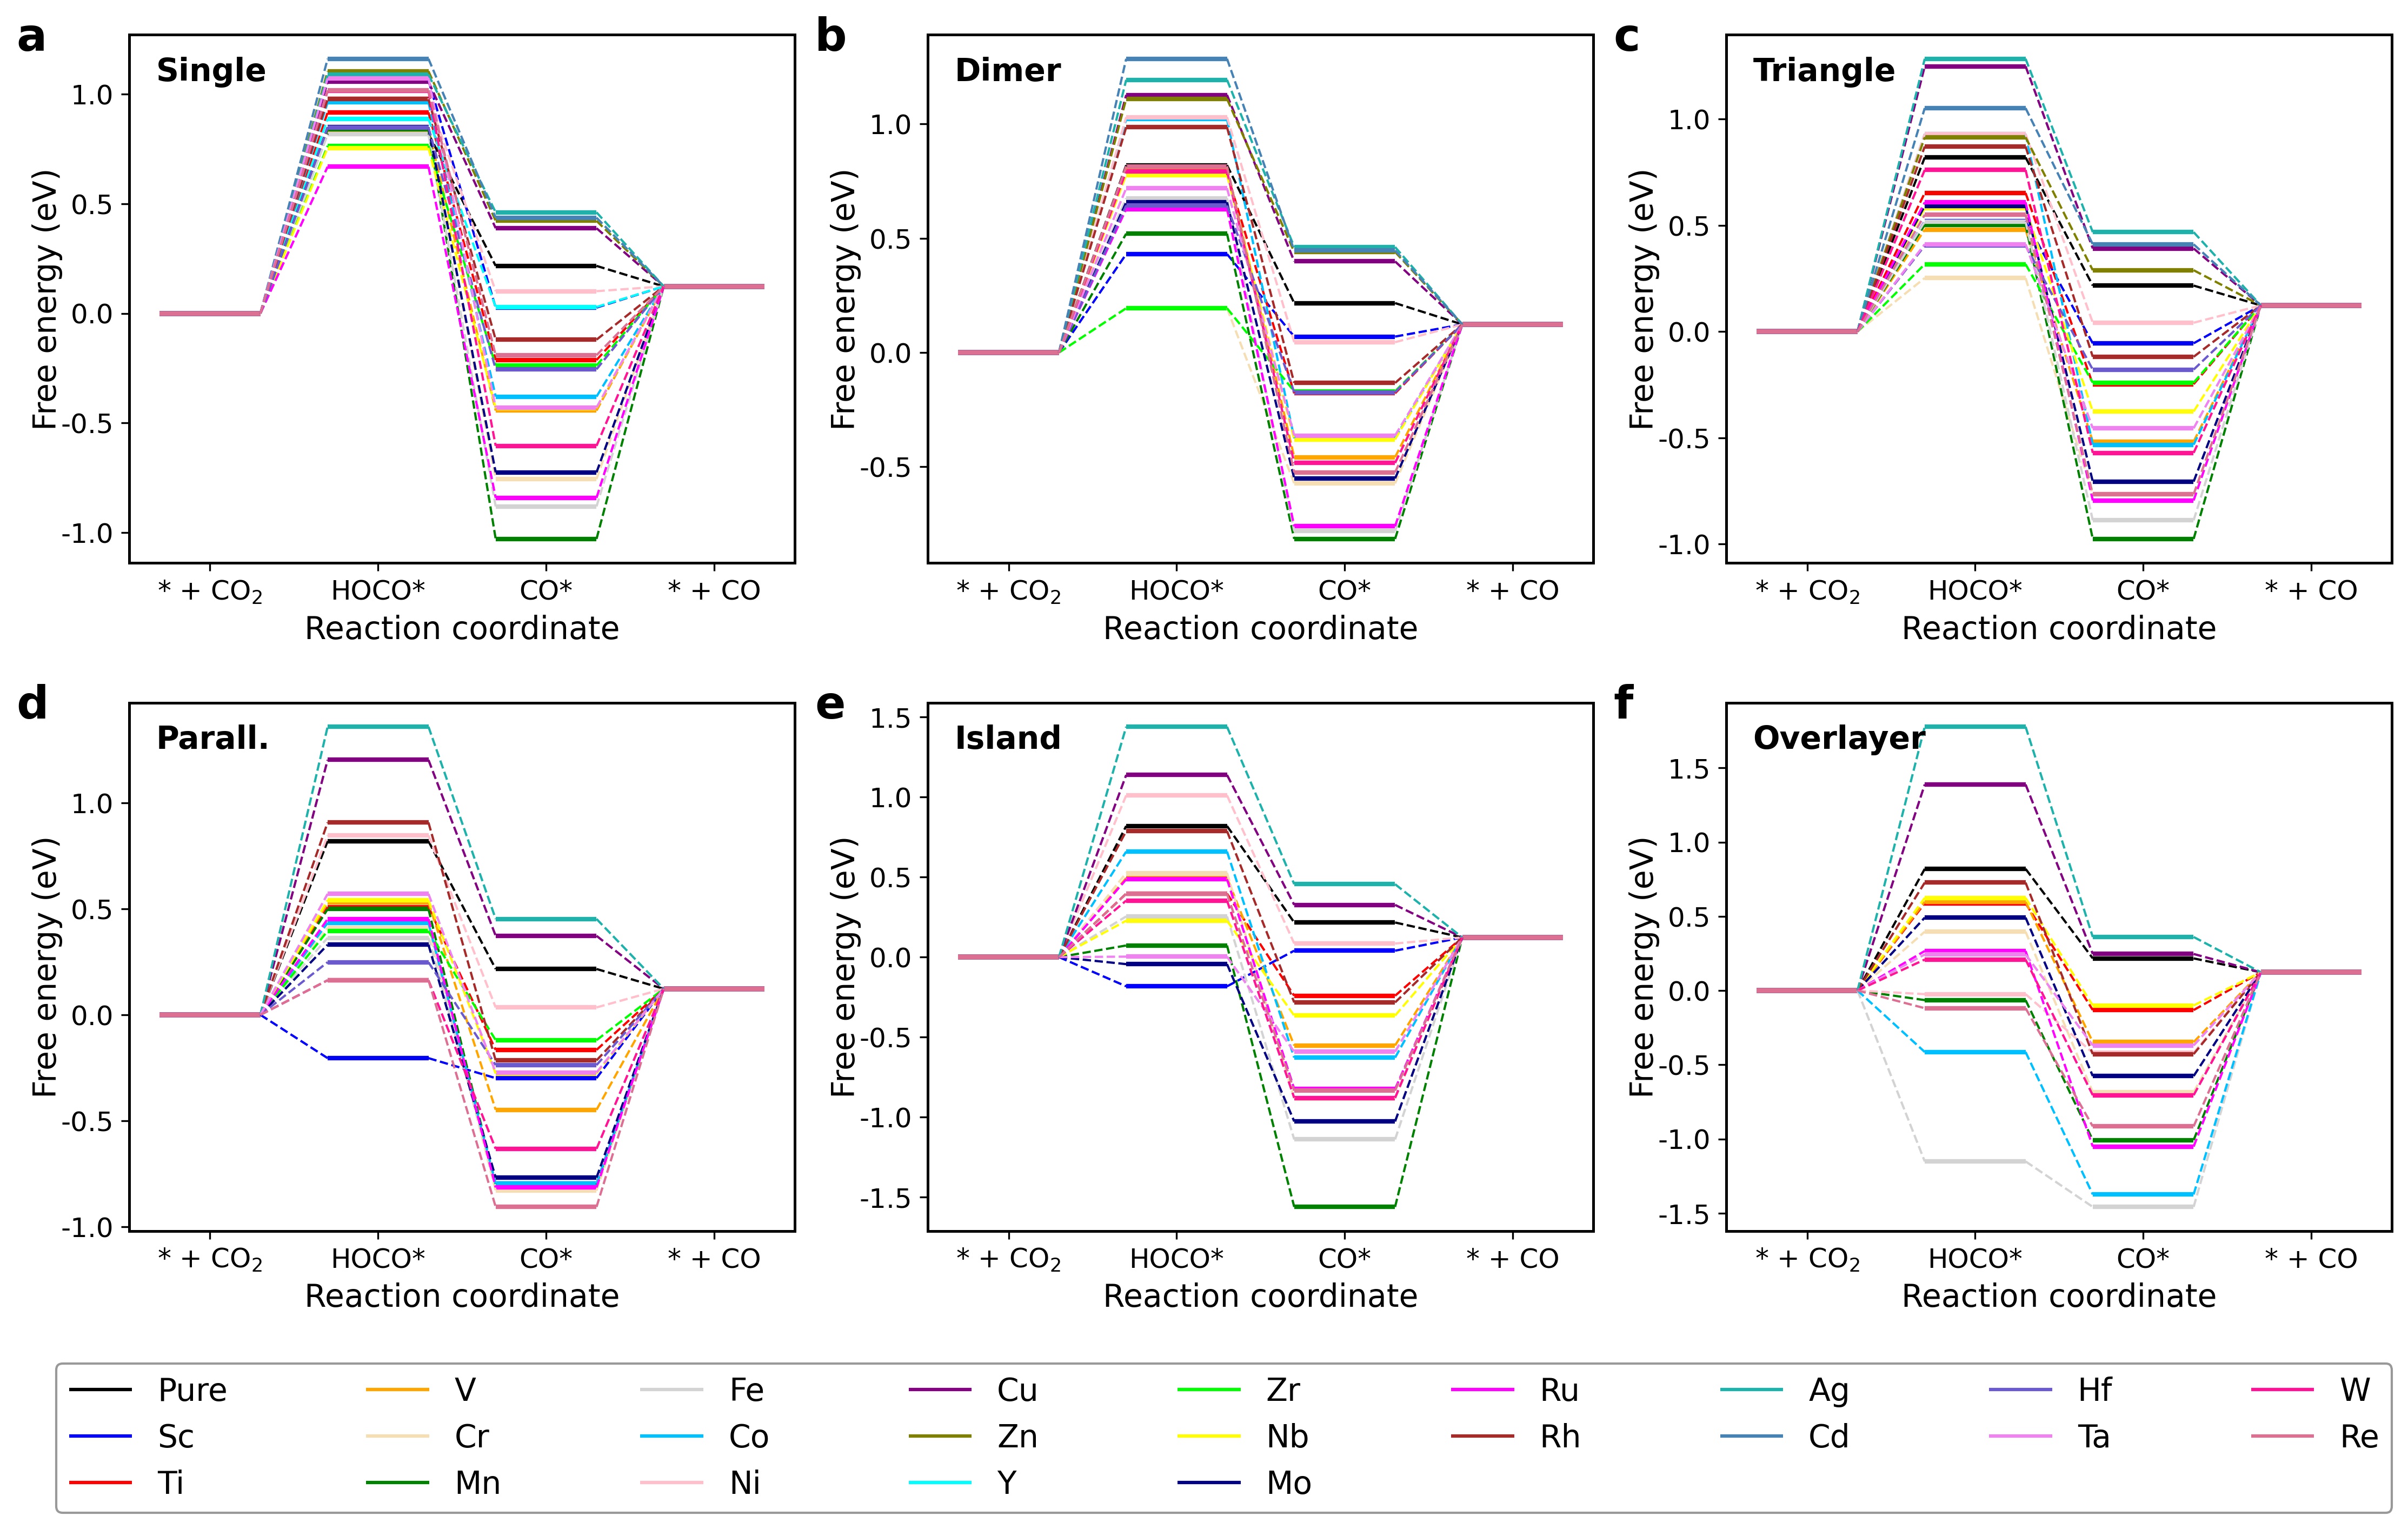 a
Single
Free energy (eV)
1.0
0.5
0.0
-0.5
-1.0
* + CO₂ HOCO* CO* * + CO
Reaction coordinate
b
Dimer
Free energy (eV)
1.0
0.5
0.0
-0.5
* + CO₂ HOCO* CO* * + CO
Reaction coordinate
c
Triangle
Free energy (eV)
1.0
0.5
0.0
-0.5
-1.0
* + CO₂ HOCO* CO* * + CO
Reaction coordinate
d
Parall.
Free energy (eV)
1.0
0.5
0.0
-0.5
-1.0
* + CO₂ HOCO* CO* * + CO
Reaction coordinate
e
Island
Free energy (eV)
1.5
1.0
0.5
0.0
-0.5
-1.0
-1.5
* + CO₂ HOCO* CO* * + CO
Reaction coordinate
f
Overlayer
Free energy (eV)
1.5
1.0
0.5
0.0
-0.5
-1.0
-1.5
* + CO₂ HOCO* CO* * + CO
Reaction coordinate
Pure V Fe Cu Zr Ru Ag Hf W
Sc Cr Co Zn Nb Rh Cd Ta Re
Ti Mn Ni Y Mo